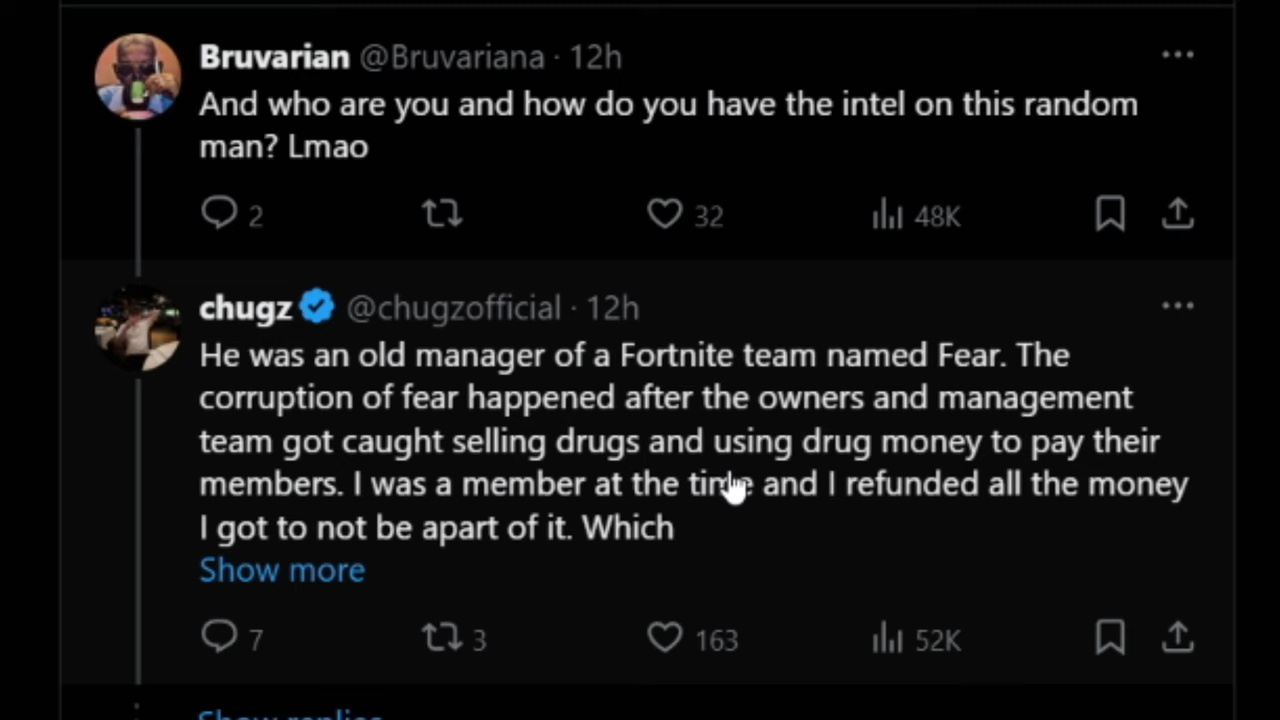 Bruvarian @Bruvariana · 12h
And who are you and how do you have the intel on this random
man? Lmao
2 32 48K
chugz @chugzofficial · 12h
He was an old manager of a Fortnite team named Fear. The
corruption of fear happened after the owners and management
team got caught selling drugs and using drug money to pay their
members. I was a member at the time and I refunded all the money
I got to not be apart of it. Which
Show more
7 3 163 52K
Show replies